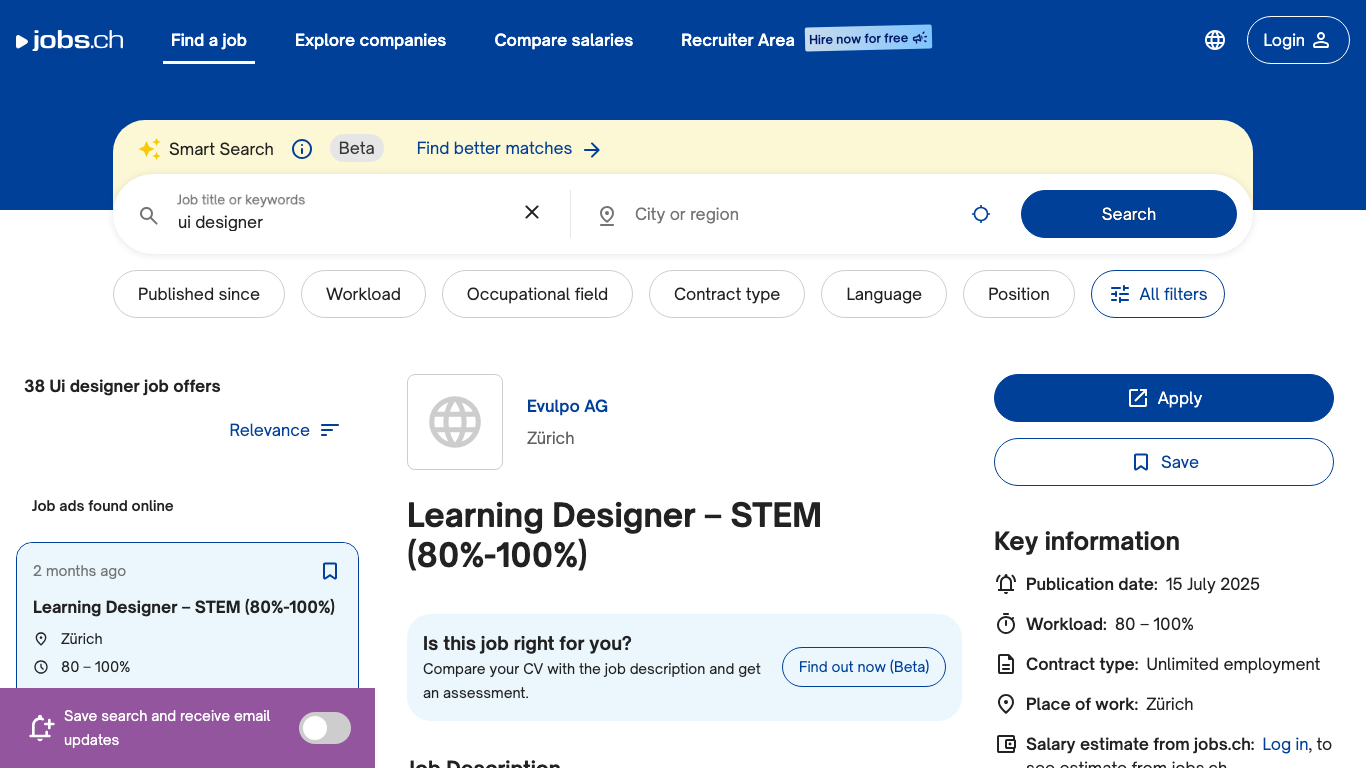 jobs.ch
Find a job
Explore companies
Compare salaries
Recruiter Area
Hire now for free
Login
Smart Search
Beta
Find better matches
Job title or keywords
ui designer
City or region
Search
Published since
Workload
Occupational field
Contract type
Language
Position
All filters
38 Ui designer job offers
Relevance
Job ads found online
2 months ago
Learning Designer – STEM (80%-100%)
Zürich
80 – 100%
Save search and receive email
updates
Evulpo AG
Zürich
Learning Designer – STEM
(80%-100%)
Is this job right for you?
Compare your CV with the job description and get
an assessment.
Find out now (Beta)
Job Description
Apply
Save
Key information
Publication date: 15 July 2025
Workload: 80 – 100%
Contract type: Unlimited employment
Place of work: Zürich
Salary estimate from jobs.ch: Log in, to
see estimate from jobs.ch